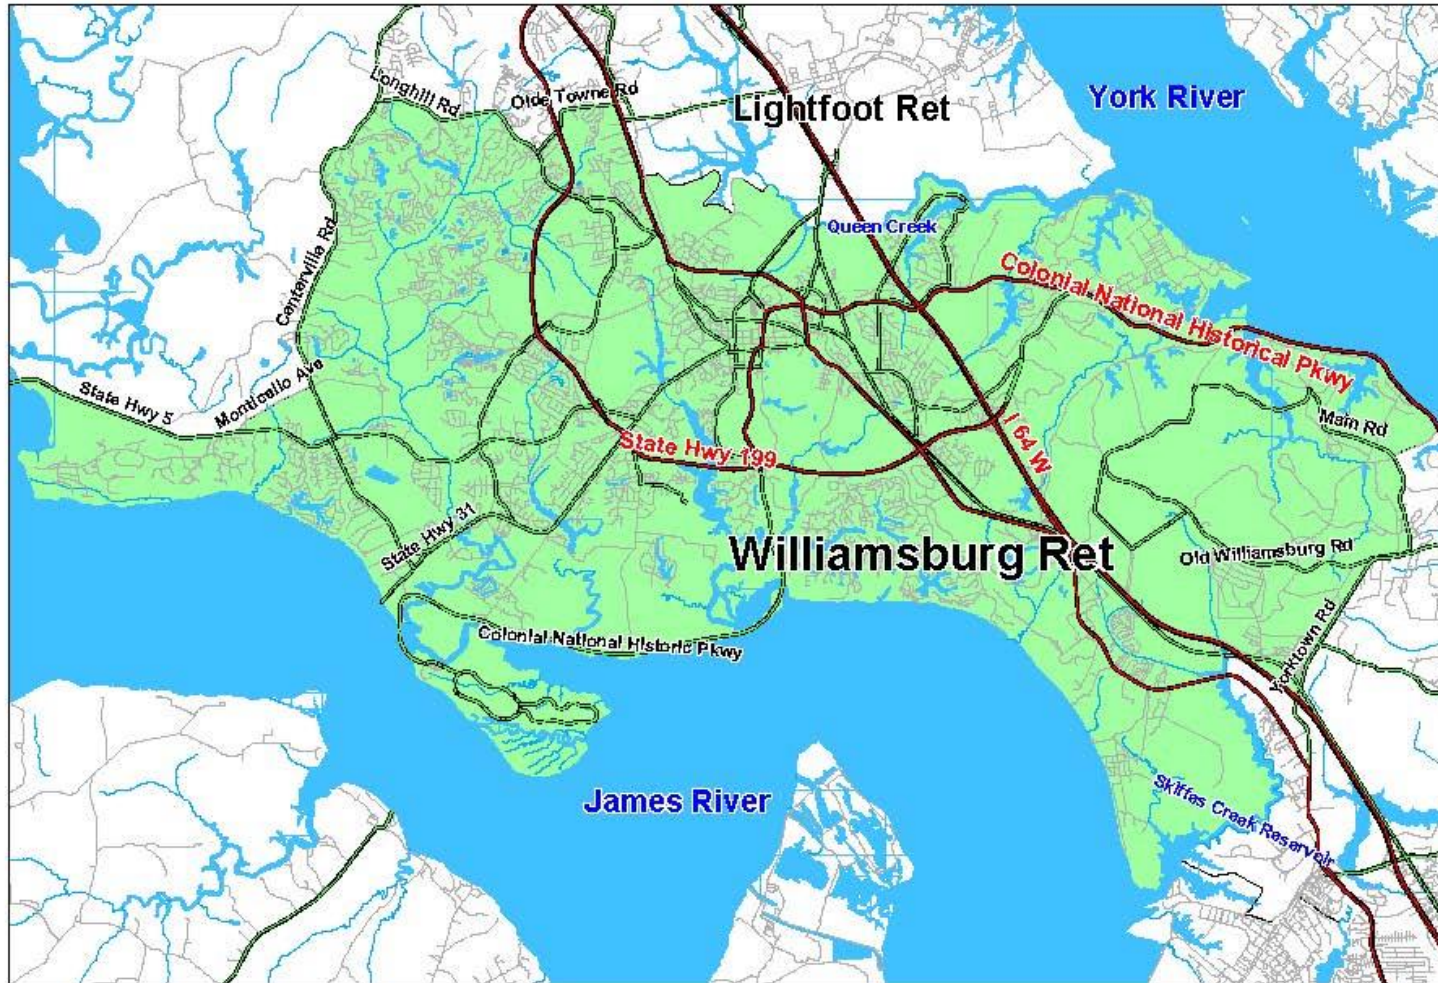 Longhill Rd
Olde Towne Rd
Lightfoot Ret
York River
Queen Creek
Canterville Rd
Colonial National Historical Pkwy
Monticello Ave
State Hwy 5
Main Rd
State Hwy 199
I 64 W
State Hwy 31
Williamsburg Ret
Old Williamsburg Rd
Colonial National Historic Pkwy
Yorktown Rd
James River
Skiffes Creek Reservoir